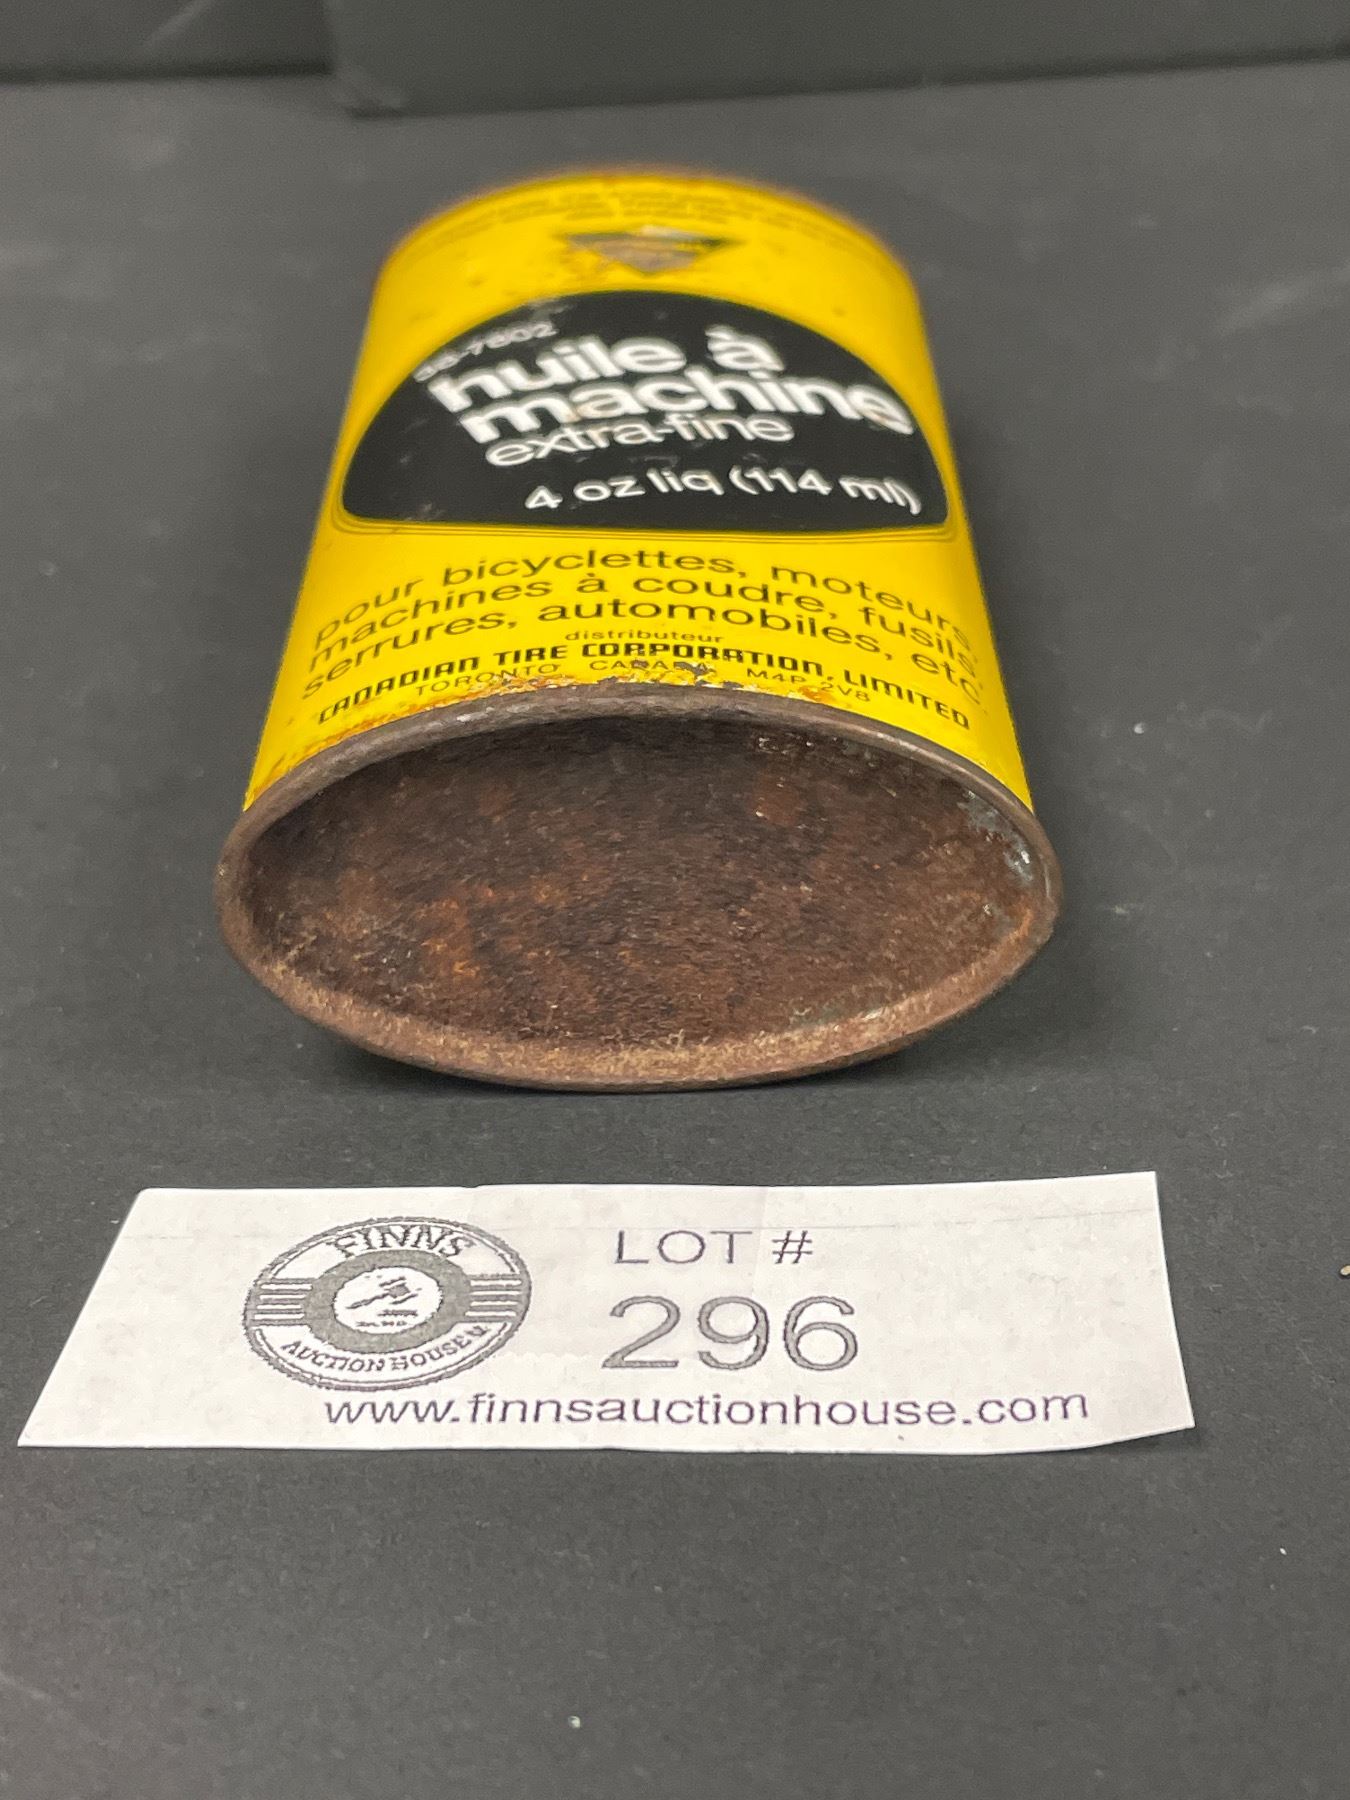 huile à
machine
extra-fine
4 oz liq (114 ml)
pour bicyclettes, moteurs,
machines à coudre, fusils,
serrures, automobiles, etc.
distributeur
CANADIAN TIRE CORPORATION, LIMITED
TORONTO CANADA M4P 2V8
FINNS
AUCTION HOUSE
LOT #
296
www.finnsauctionhouse.com